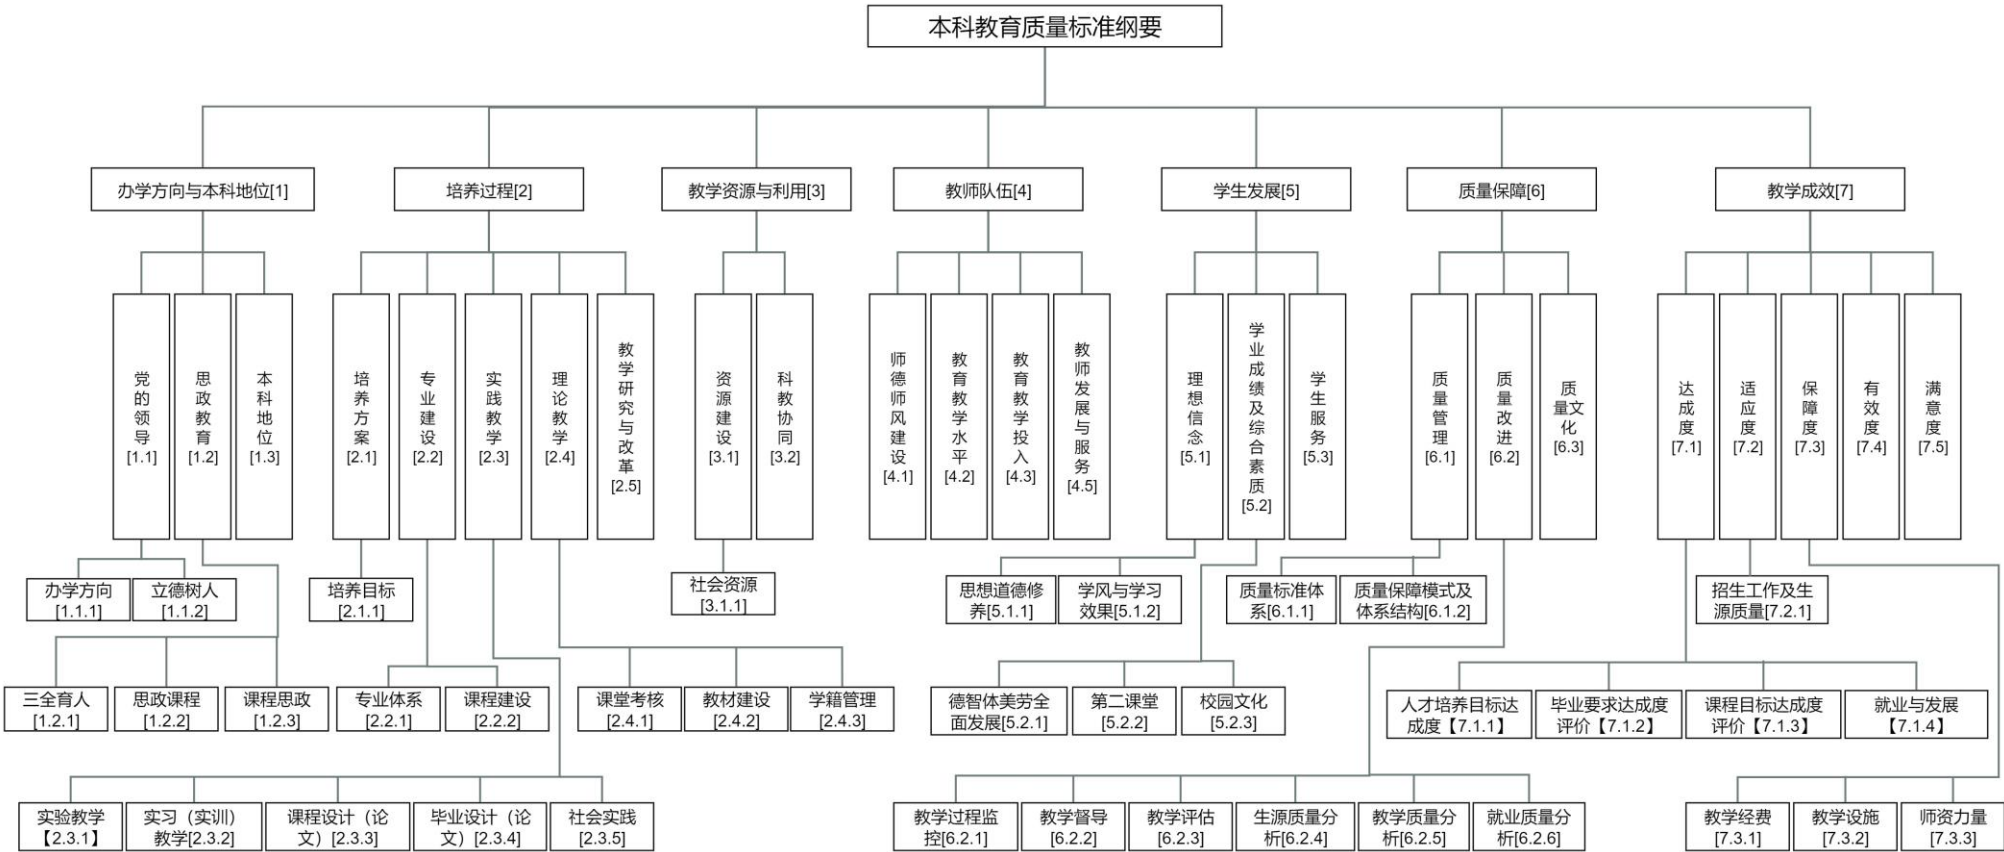 本科教育质量标准纲要
办学方向与本科地位[1]
培养过程[2]
教学资源与利用[3]
教师队伍[4]
学生发展[5]
质量保障[6]
教学成效[7]
党的领导[1.1]
思政教育[1.2]
本科地位[1.3]
培养方案[2.1]
专业建设[2.2]
实践教学[2.3]
理论教学[2.4]
教学研究与改革[2.5]
资源建设[3.1]
科教协同[3.2]
师德师风建设[4.1]
教育教学水平[4.2]
教育教学投入[4.3]
教师发展与服务[4.5]
理想信念[5.1]
学业成绩及综合素质[5.2]
学生服务[5.3]
质量管理[6.1]
质量改进[6.2]
质量文化[6.3]
达成度[7.1]
适应度[7.2]
保障度[7.3]
有效度[7.4]
满意度[7.5]
办学方向
[1.1.1]
立德树人
[1.1.2]
培养目标
[2.1.1]
社会资源
[3.1.1]
思想道德修
养[5.1.1]
学风与学习
效果[5.1.2]
质量标准体
系[6.1.1]
质量保障模式及
体系结构[6.1.2]
招生工作及生
源质量[7.2.1]
三全育人
[1.2.1]
思政课程
[1.2.2]
课程思政
[1.2.3]
专业体系
[2.2.1]
课程建设
[2.2.2]
课堂考核
[2.4.1]
教材建设
[2.4.2]
学籍管理
[2.4.3]
德智体美劳全
面发展[5.2.1]
第二课堂
[5.2.2]
校园文化
[5.2.3]
人才培养目标达
成度【7.1.1】
毕业要求达成度
评价【7.1.2】
课程目标达成度
评价【7.1.3】
就业与发展
【7.1.4】
实验教学
【2.3.1】
实习（实训）
教学[2.3.2]
课程设计（论
文）[2.3.3]
毕业设计（论
文）[2.3.4]
社会实践
[2.3.5]
教学过程监
控[6.2.1]
教学督导
[6.2.2]
教学评估
[6.2.3]
生源质量分
析[6.2.4]
教学质量分
析[6.2.5]
就业质量分
析[6.2.6]
教学经费
[7.3.1]
教学设施
[7.3.2]
师资力量
[7.3.3]